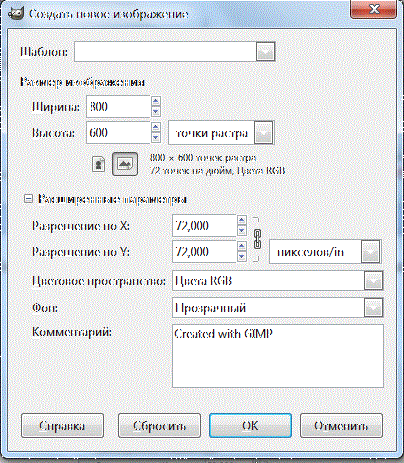 Создать новое изображение
Шаблон:
Размер изображения
Ширина: 800
Высота: 600 точки растра
800 × 600 точек растра
72 точек на дюйм, Цвета RGB
Расширенные параметры
Разрешение по X: 72,000
Разрешение по Y: 72,000 пикселов/in
Цветовое пространство: Цвета RGB
Фон: Прозрачный
Комментарий: Created with GIMP
Справка Сбросить OK Отменить